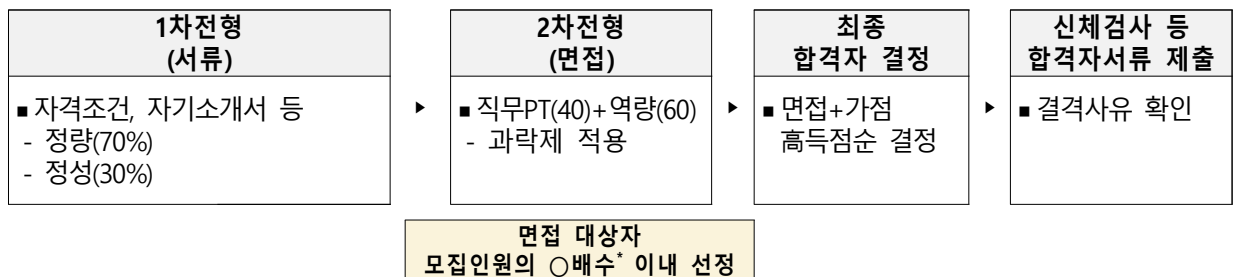 1차전형
(서류)
■ 자격조건, 자기소개서 등
- 정량(70%)
- 정성(30%)
▶
2차전형
(면접)
■ 직무PT(40)+역량(60)
- 과락제 적용
▶
최종
합격자 결정
■ 면접+가점
高득점순 결정
▶
신체검사 등
합격자서류 제출
■ 결격사유 확인
면접 대상자
모집인원의 ○배수* 이내 선정